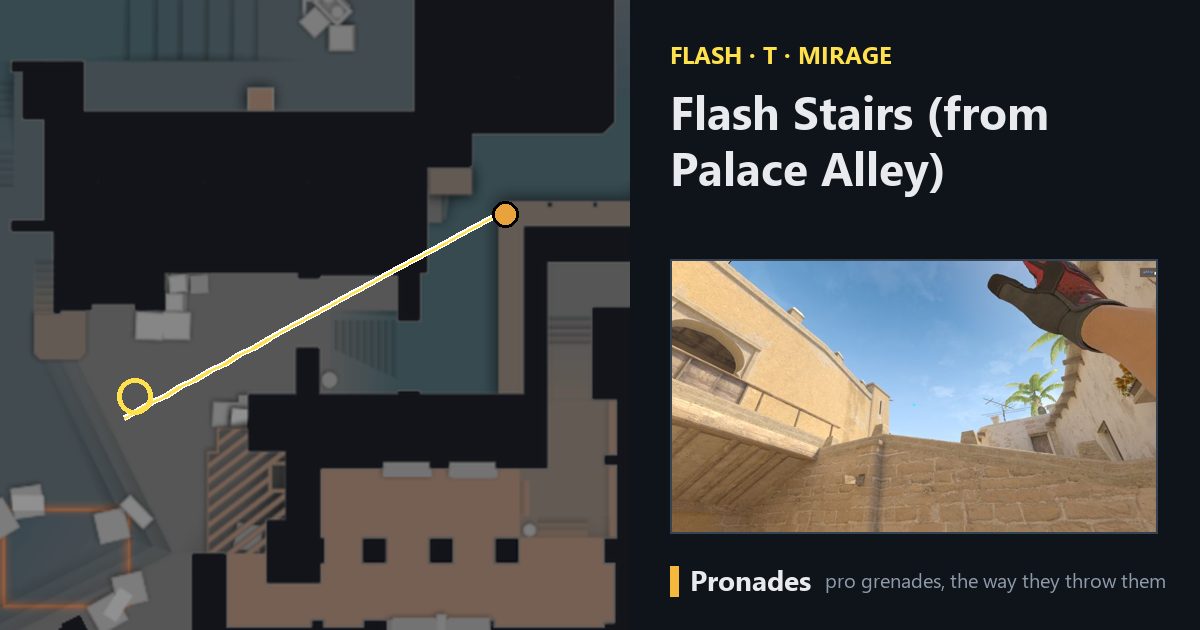 FLASH · T · MIRAGE
Flash Stairs (from
Palace Alley)
Pronades pro grenades, the way they throw them